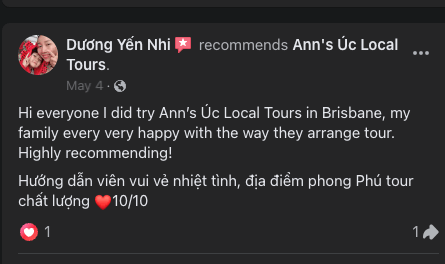 Dương Yến Nhi recommends Ann's Úc Local
Tours.
May 4 ·
Hi everyone I did try Ann’s Úc Local Tours in Brisbane, my
family every very happy with the way they arrange tour.
Highly recommending!
Hướng dẫn viên vui vẻ nhiệt tình, địa điểm phong Phú tour
chất lượng ❤️10/10
1 1